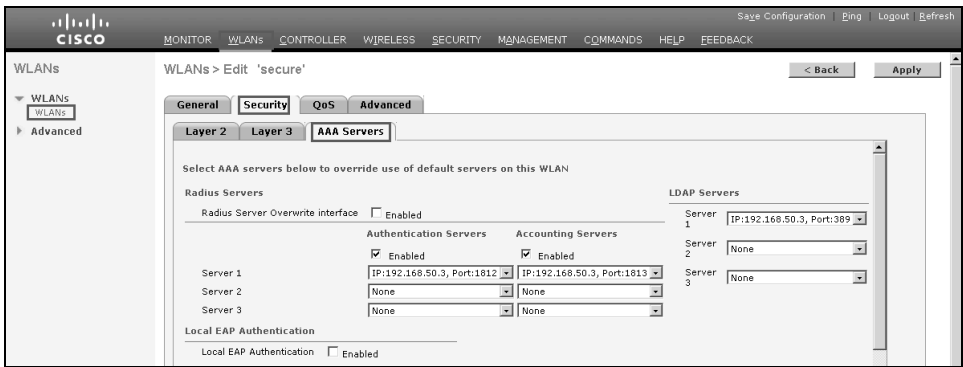 Save Configuration | Ping | Logout | Refresh
CISCO
MONITOR WLANs CONTROLLER WIRELESS SECURITY MANAGEMENT COMMANDS HELP FEEDBACK
WLANs
WLANs > Edit 'secure'
< Back
Apply
WLANs
WLANs
Advanced
General Security QoS Advanced
Layer 2 Layer 3 AAA Servers
Select AAA servers below to override use of default servers on this WLAN
Radius Servers
LDAP Servers
Radius Server Overwrite interface Enabled
Server 1 IP:192.168.50.3, Port:389
Server 2 None
Server 3 None
Authentication Servers Accounting Servers
Enabled Enabled
Server 1 IP:192.168.50.3, Port:1812 IP:192.168.50.3, Port:1813
Server 2 None None
Server 3 None None
Local EAP Authentication
Local EAP Authentication Enabled